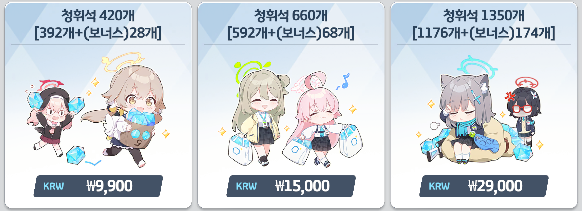 청휘석 420개
[392개+(보너스)28개]
KRW ₩9,900
청휘석 660개
[592개+(보너스)68개]
KRW ₩15,000
청휘석 1350개
[1176개+(보너스)174개]
KRW ₩29,000